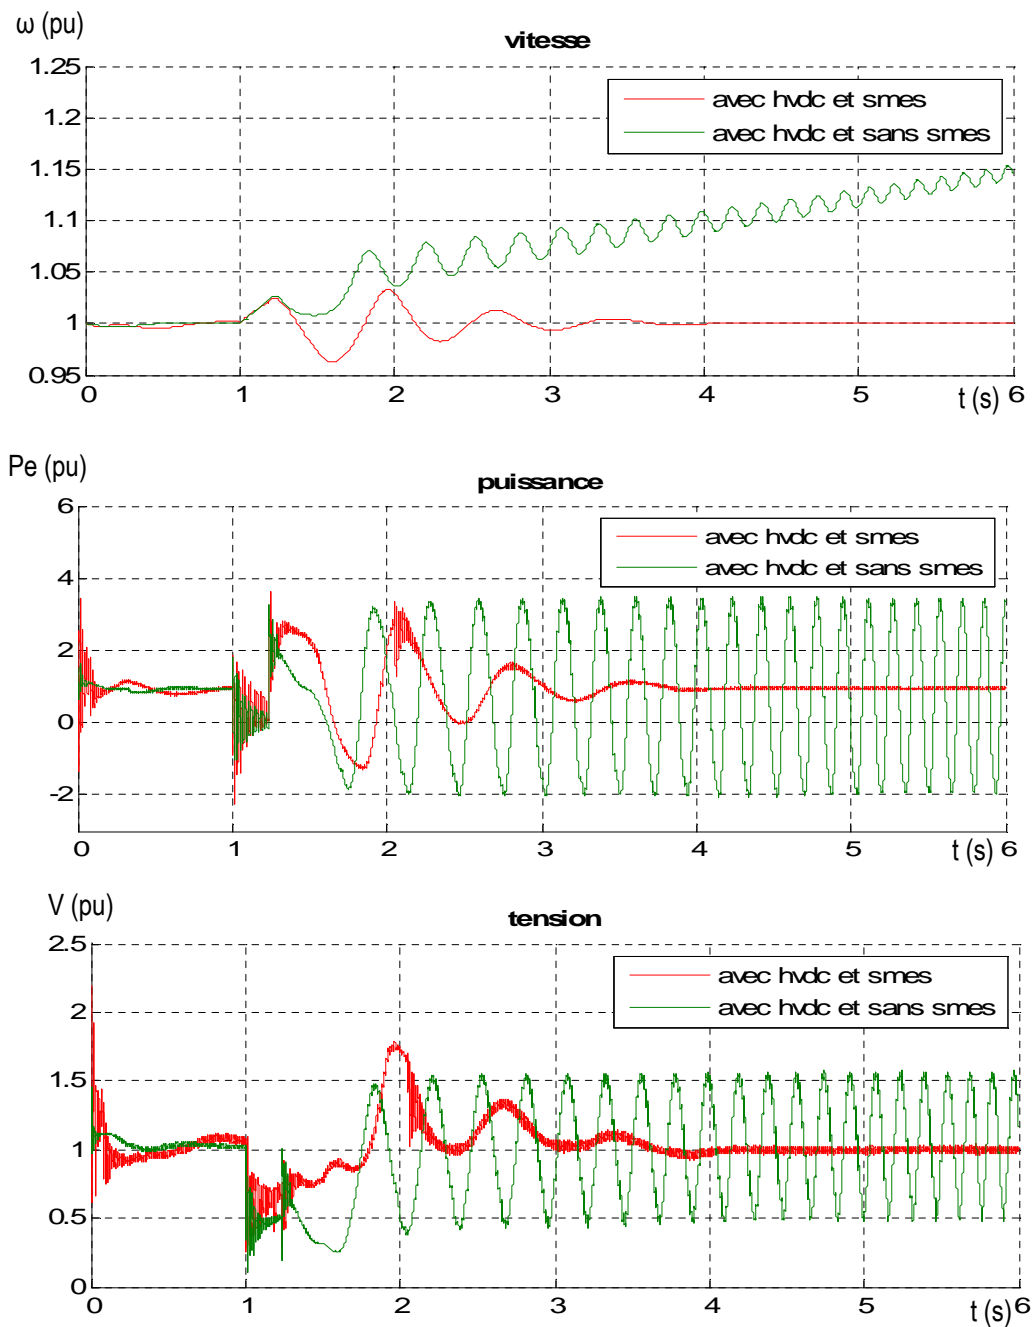 ω (pu)
vitesse
1.25
1.2
1.15
1.1
1.05
1
0.95
avec hvdc et smes
avec hvdc et sans smes
0 1 2 3 4 5 6
t (s)
Pe (pu)
puissance
6
4
2
0
-2
avec hvdc et smes
avec hvdc et sans smes
0 1 2 3 4 5 6
t (s)
V (pu)
tension
2.5
2
1.5
1
0.5
0
avec hvdc et smes
avec hvdc et sans smes
0 1 2 3 4 5 6
t (s)